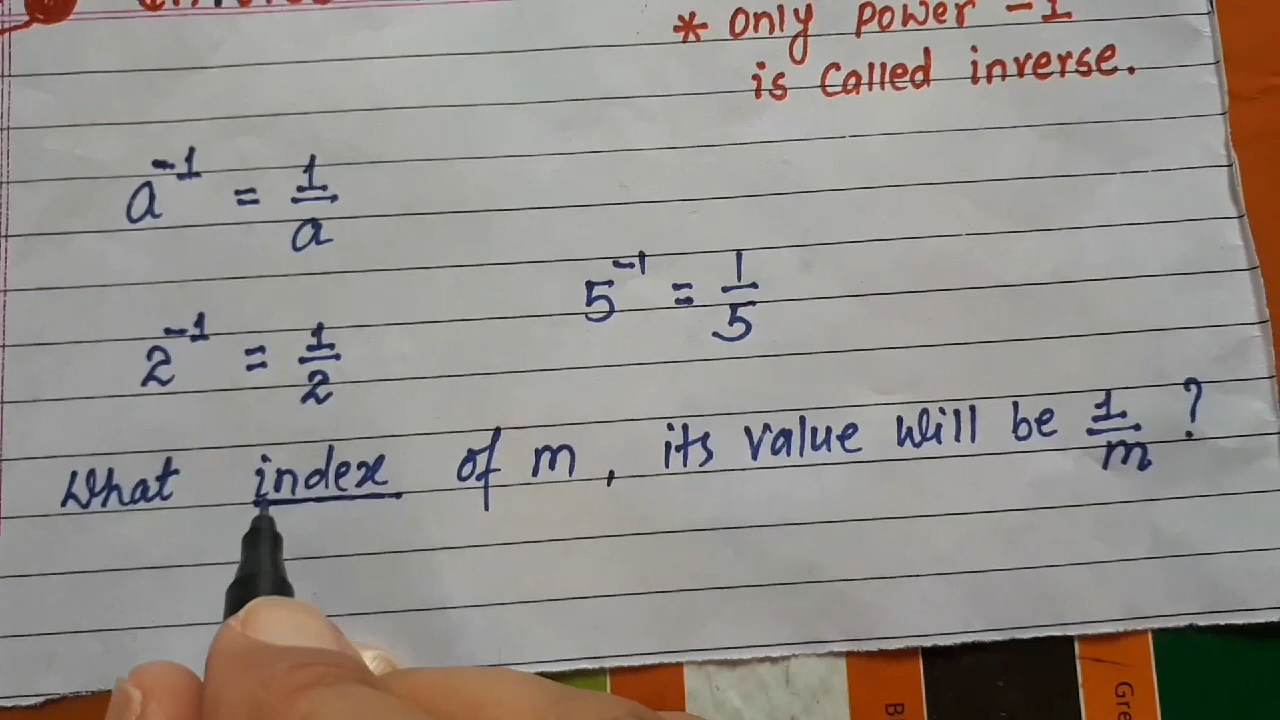 * Only Power -1
is Called inverse.
a⁻¹ = 1/a
5⁻¹ = 1/5
2⁻¹ = 1/2
What index of m, its value will be 1/m ?
B
Gre